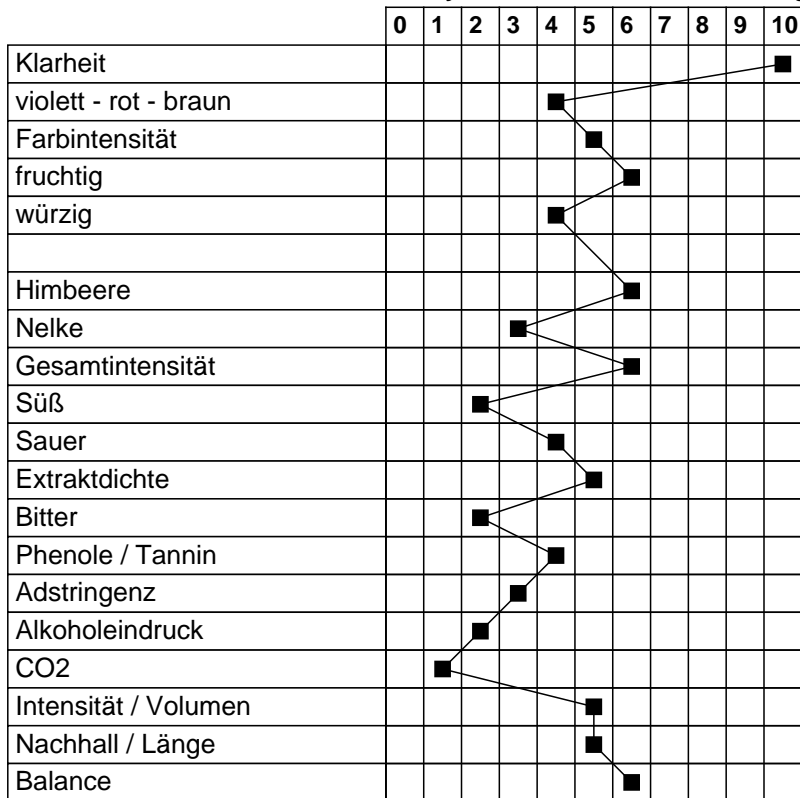 0 1 2 3 4 5 6 7 8 9 10
Klarheit
violett - rot - braun
Farbintensität
fruchtig
würzig
Himbeere
Nelke
Gesamtintensität
Süß
Sauer
Extraktdichte
Bitter
Phenole / Tannin
Adstringenz
Alkoholeindruck
CO2
Intensität / Volumen
Nachhall / Länge
Balance